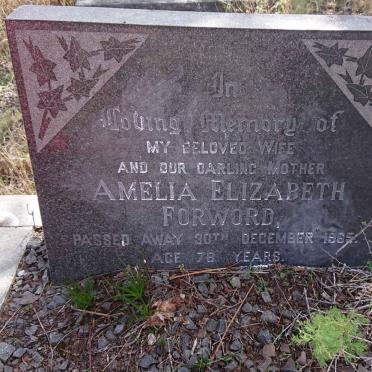 In
Loving Memory of
MY BELOVED WIFE
AND OUR DARLING MOTHER
AMELIA ELIZABETH
FORWORD,
PASSED AWAY 30TH DECEMBER 1965.
AGE 78 YEARS.